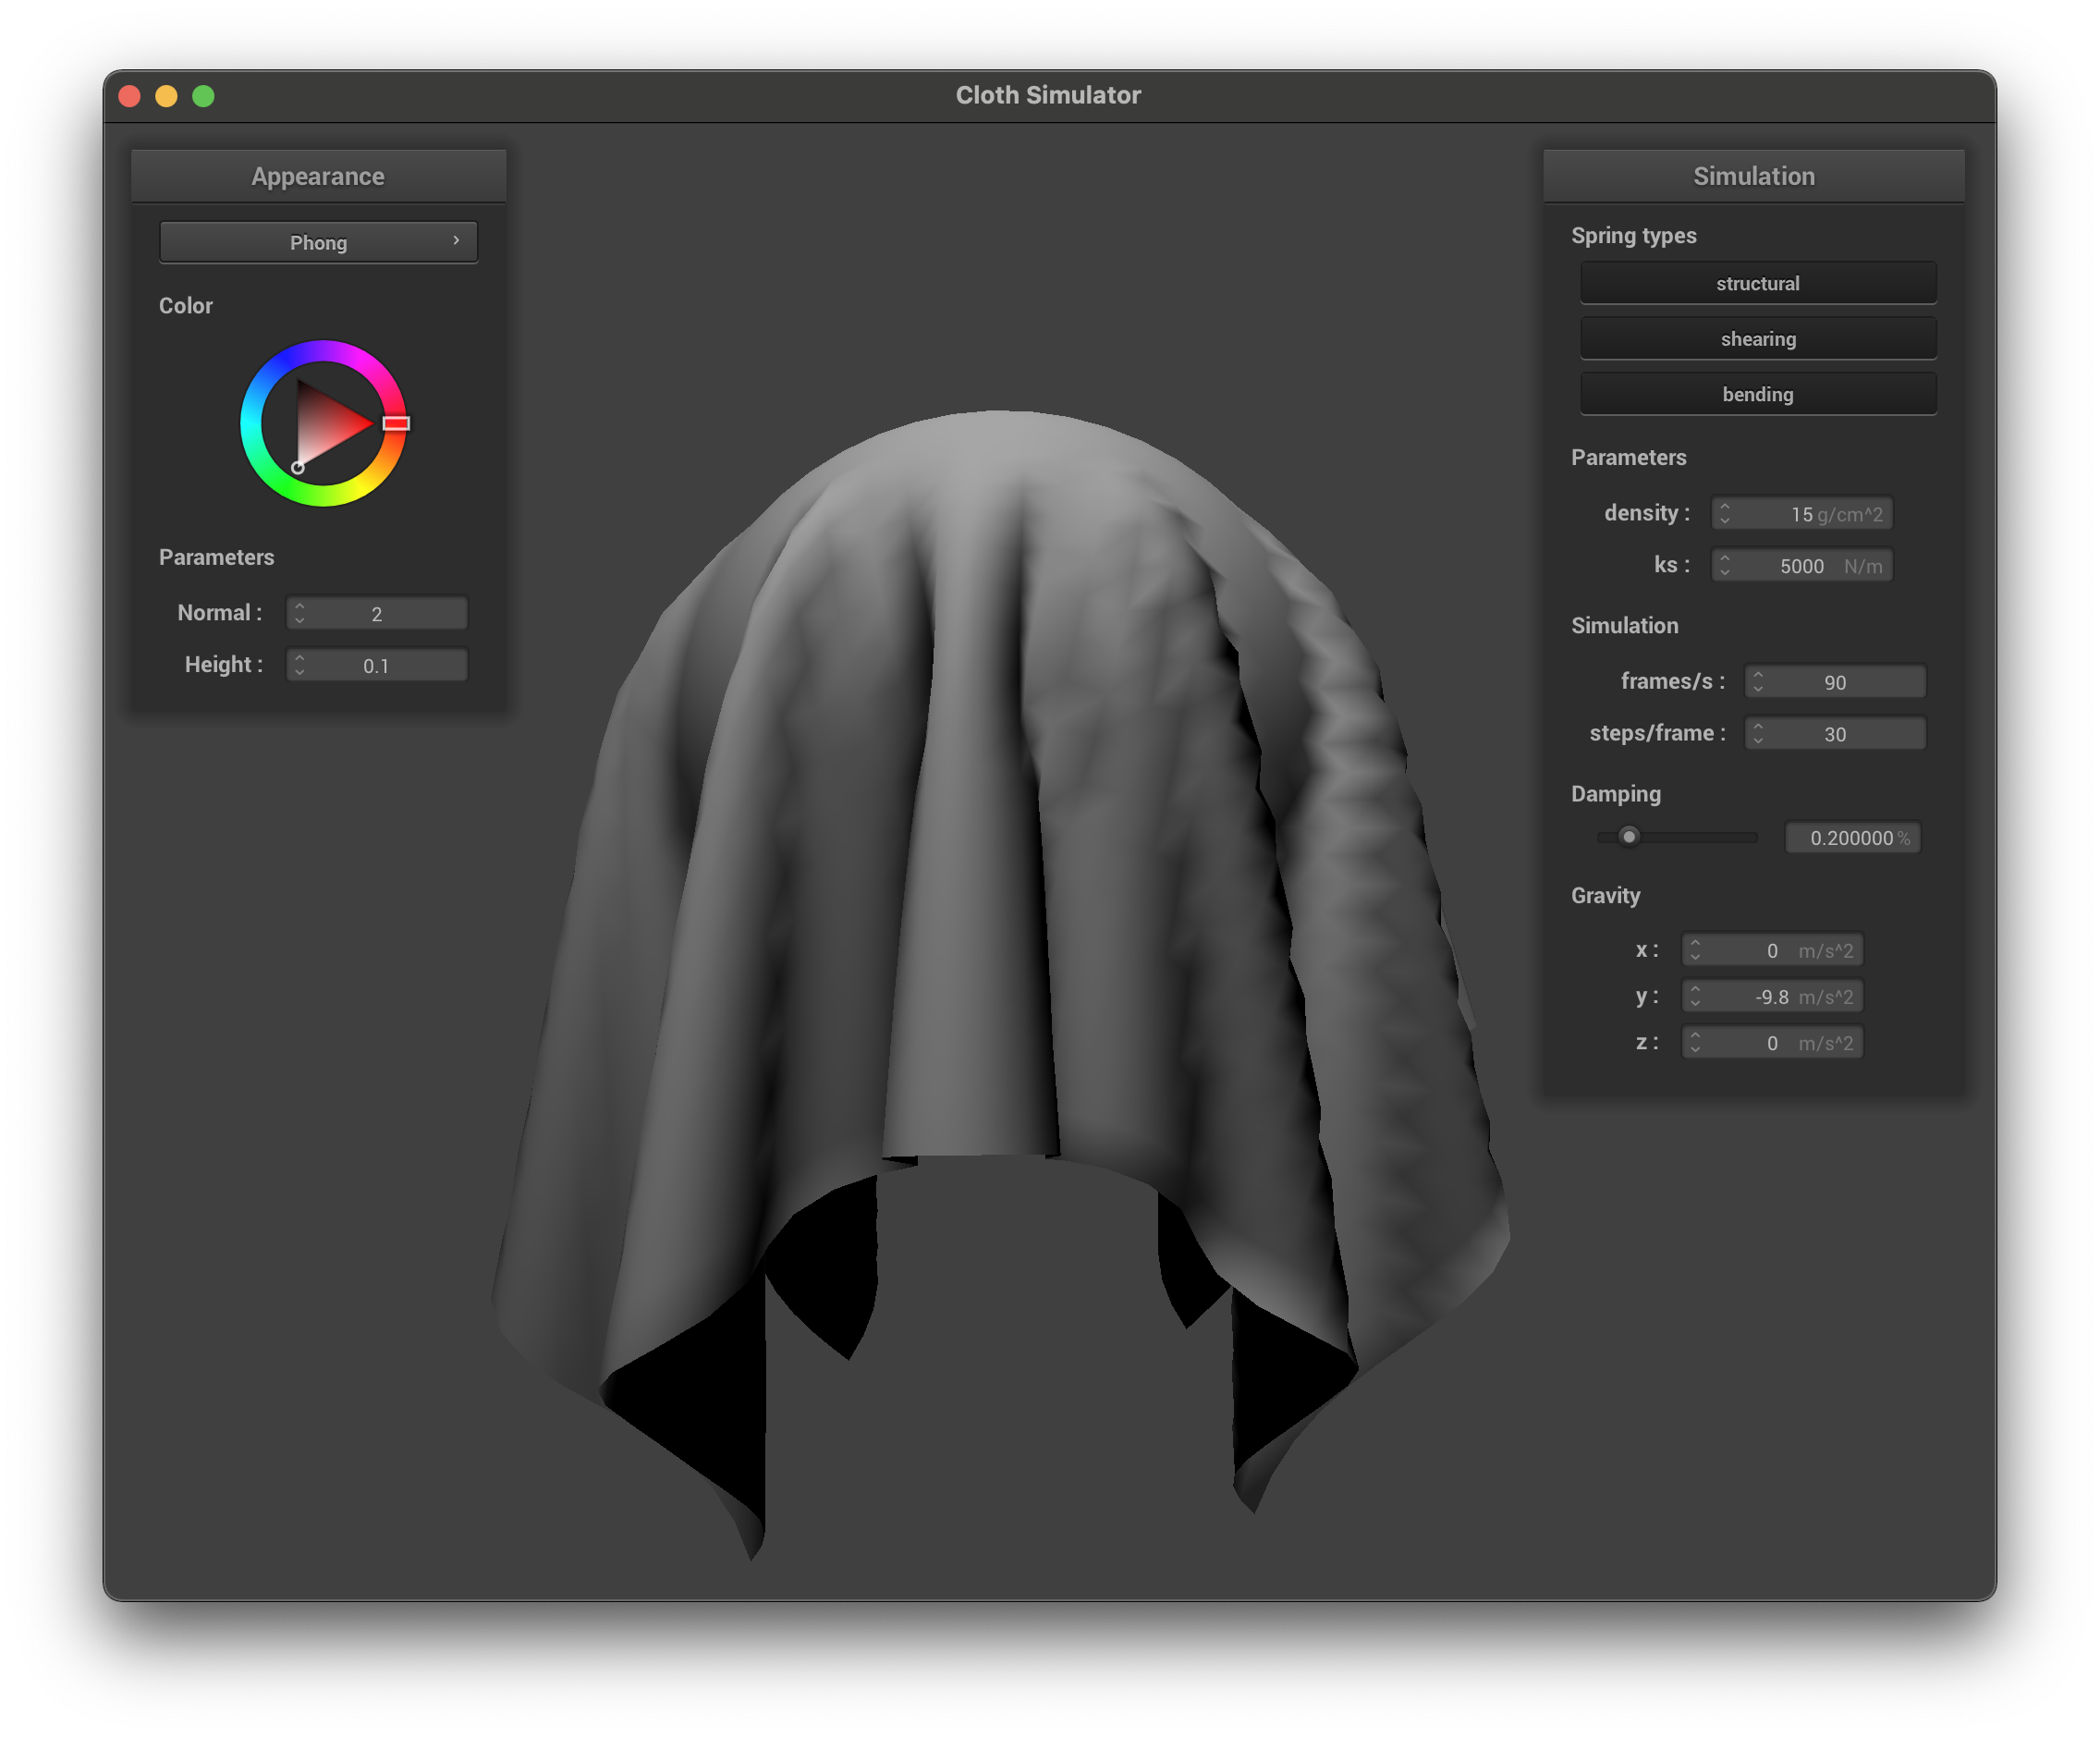 Cloth Simulator
Appearance
Phong
Color
Parameters
Normal : 2
Height : 0.1
Simulation
Spring types
structural
shearing
bending
Parameters
density : 15 g/cm^2
ks : 5000 N/m
Simulation
frames/s : 90
steps/frame : 30
Damping
0.200000 %
Gravity
x : 0 m/s^2
y : -9.8 m/s^2
z : 0 m/s^2